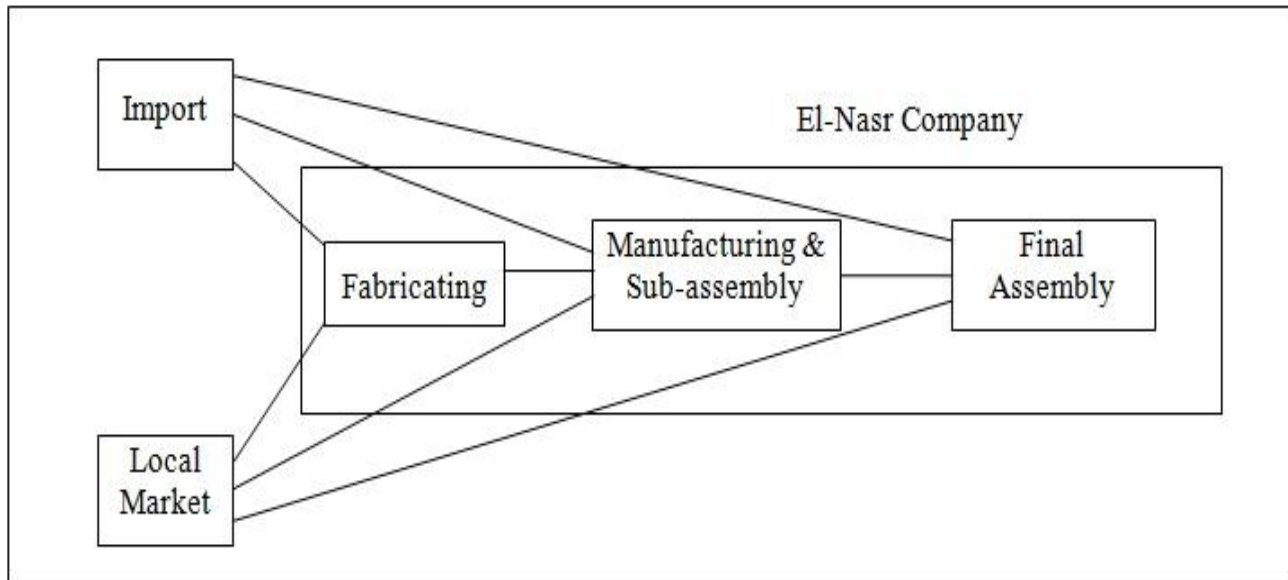 Import
El-Nasr Company
Fabricating
Manufacturing &
Sub-assembly
Final
Assembly
Local
Market